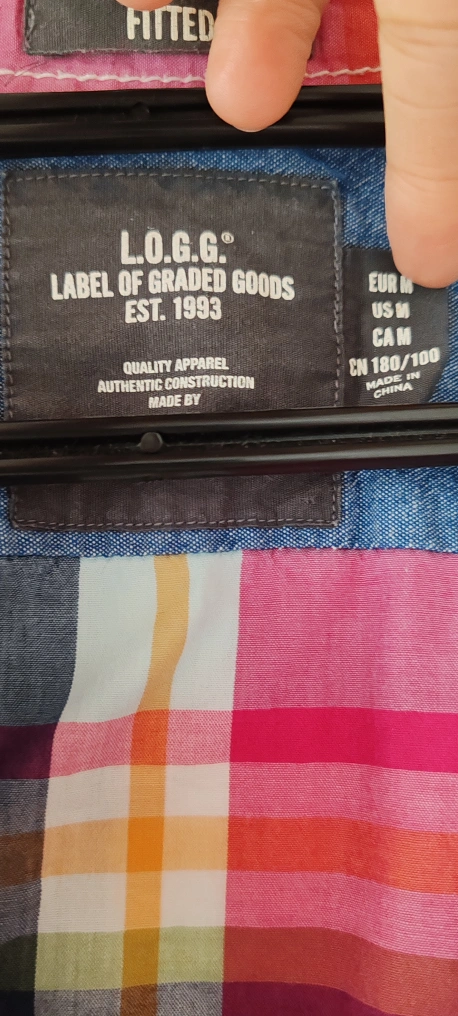 FITTED
L.O.G.G.®
LABEL OF GRADED GOODS
EST. 1993
QUALITY APPAREL
AUTHENTIC CONSTRUCTION
MADE BY
EUR M
US M
CA M
CN 180/100
MADE IN
CHINA